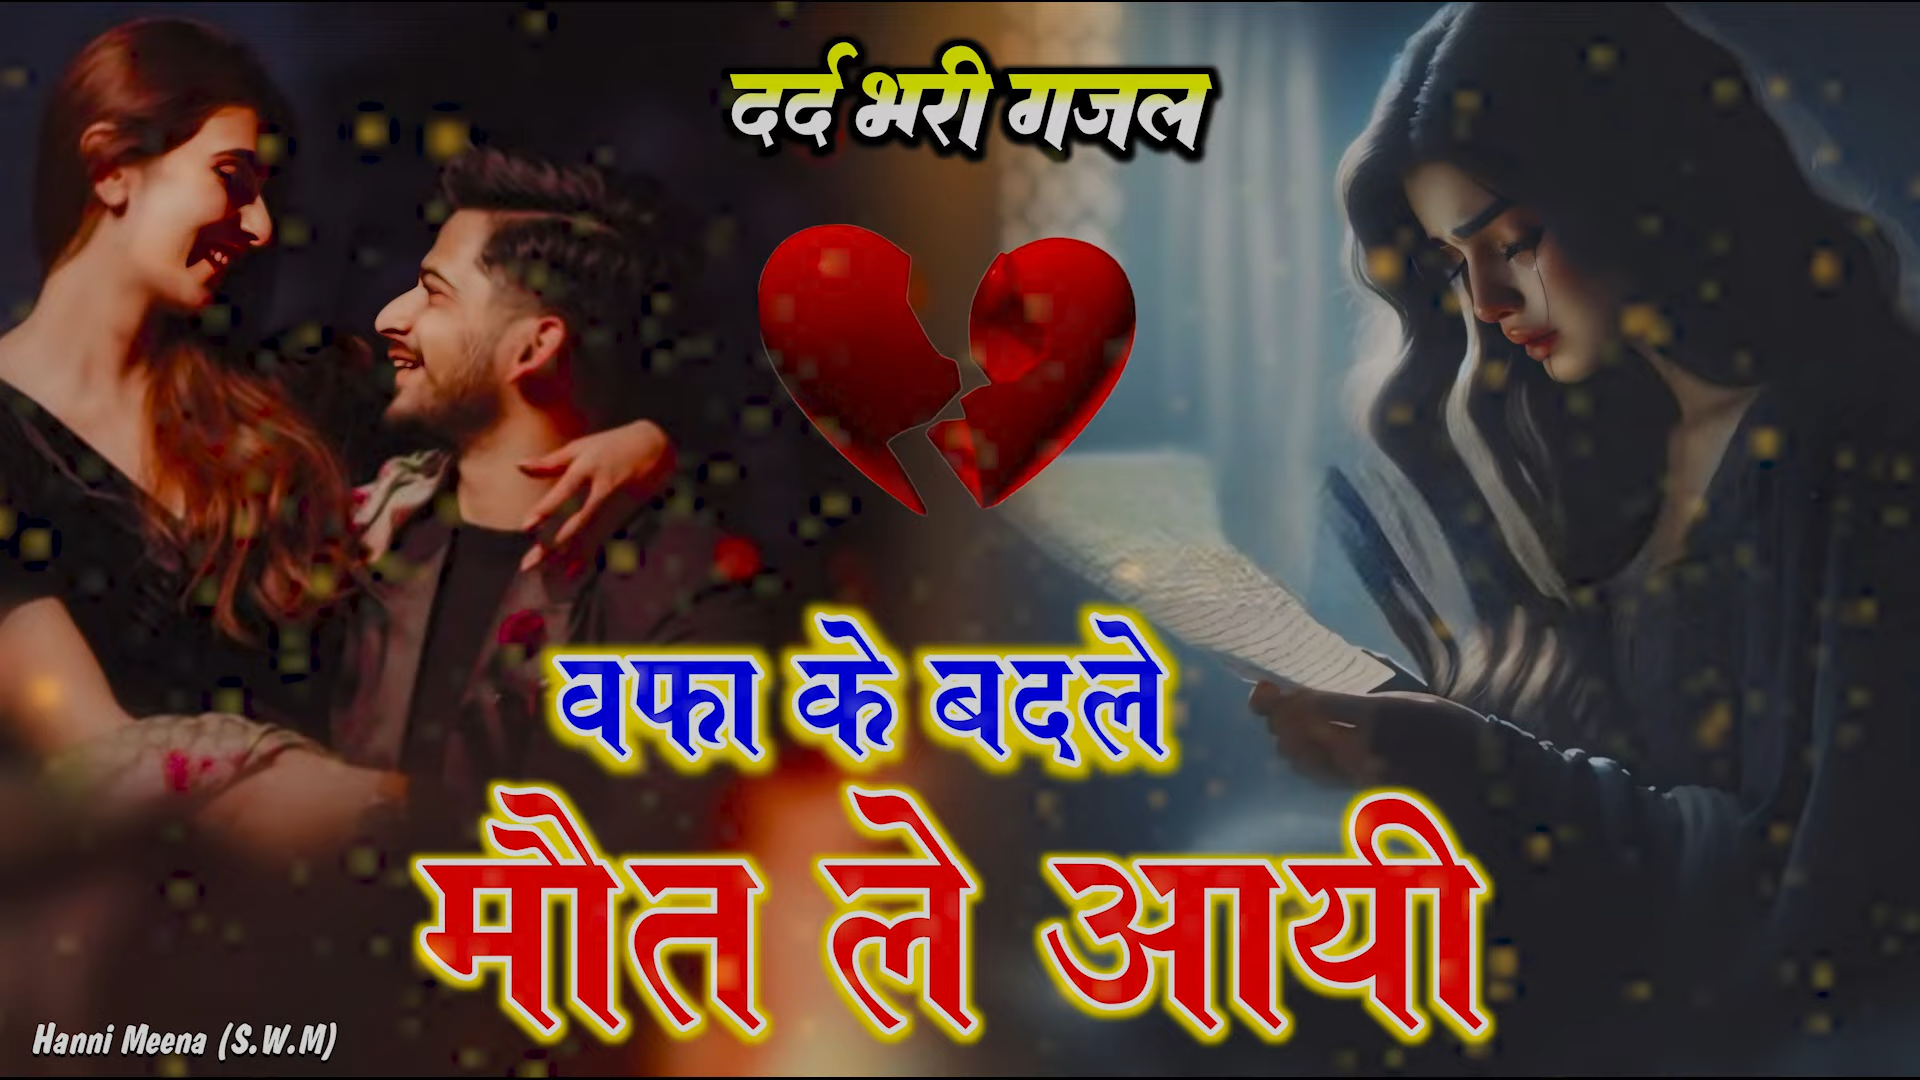 दर्द भरी गजल
वफा के बदले
मौत ले आयी
Hanni Meena (S.W.M)